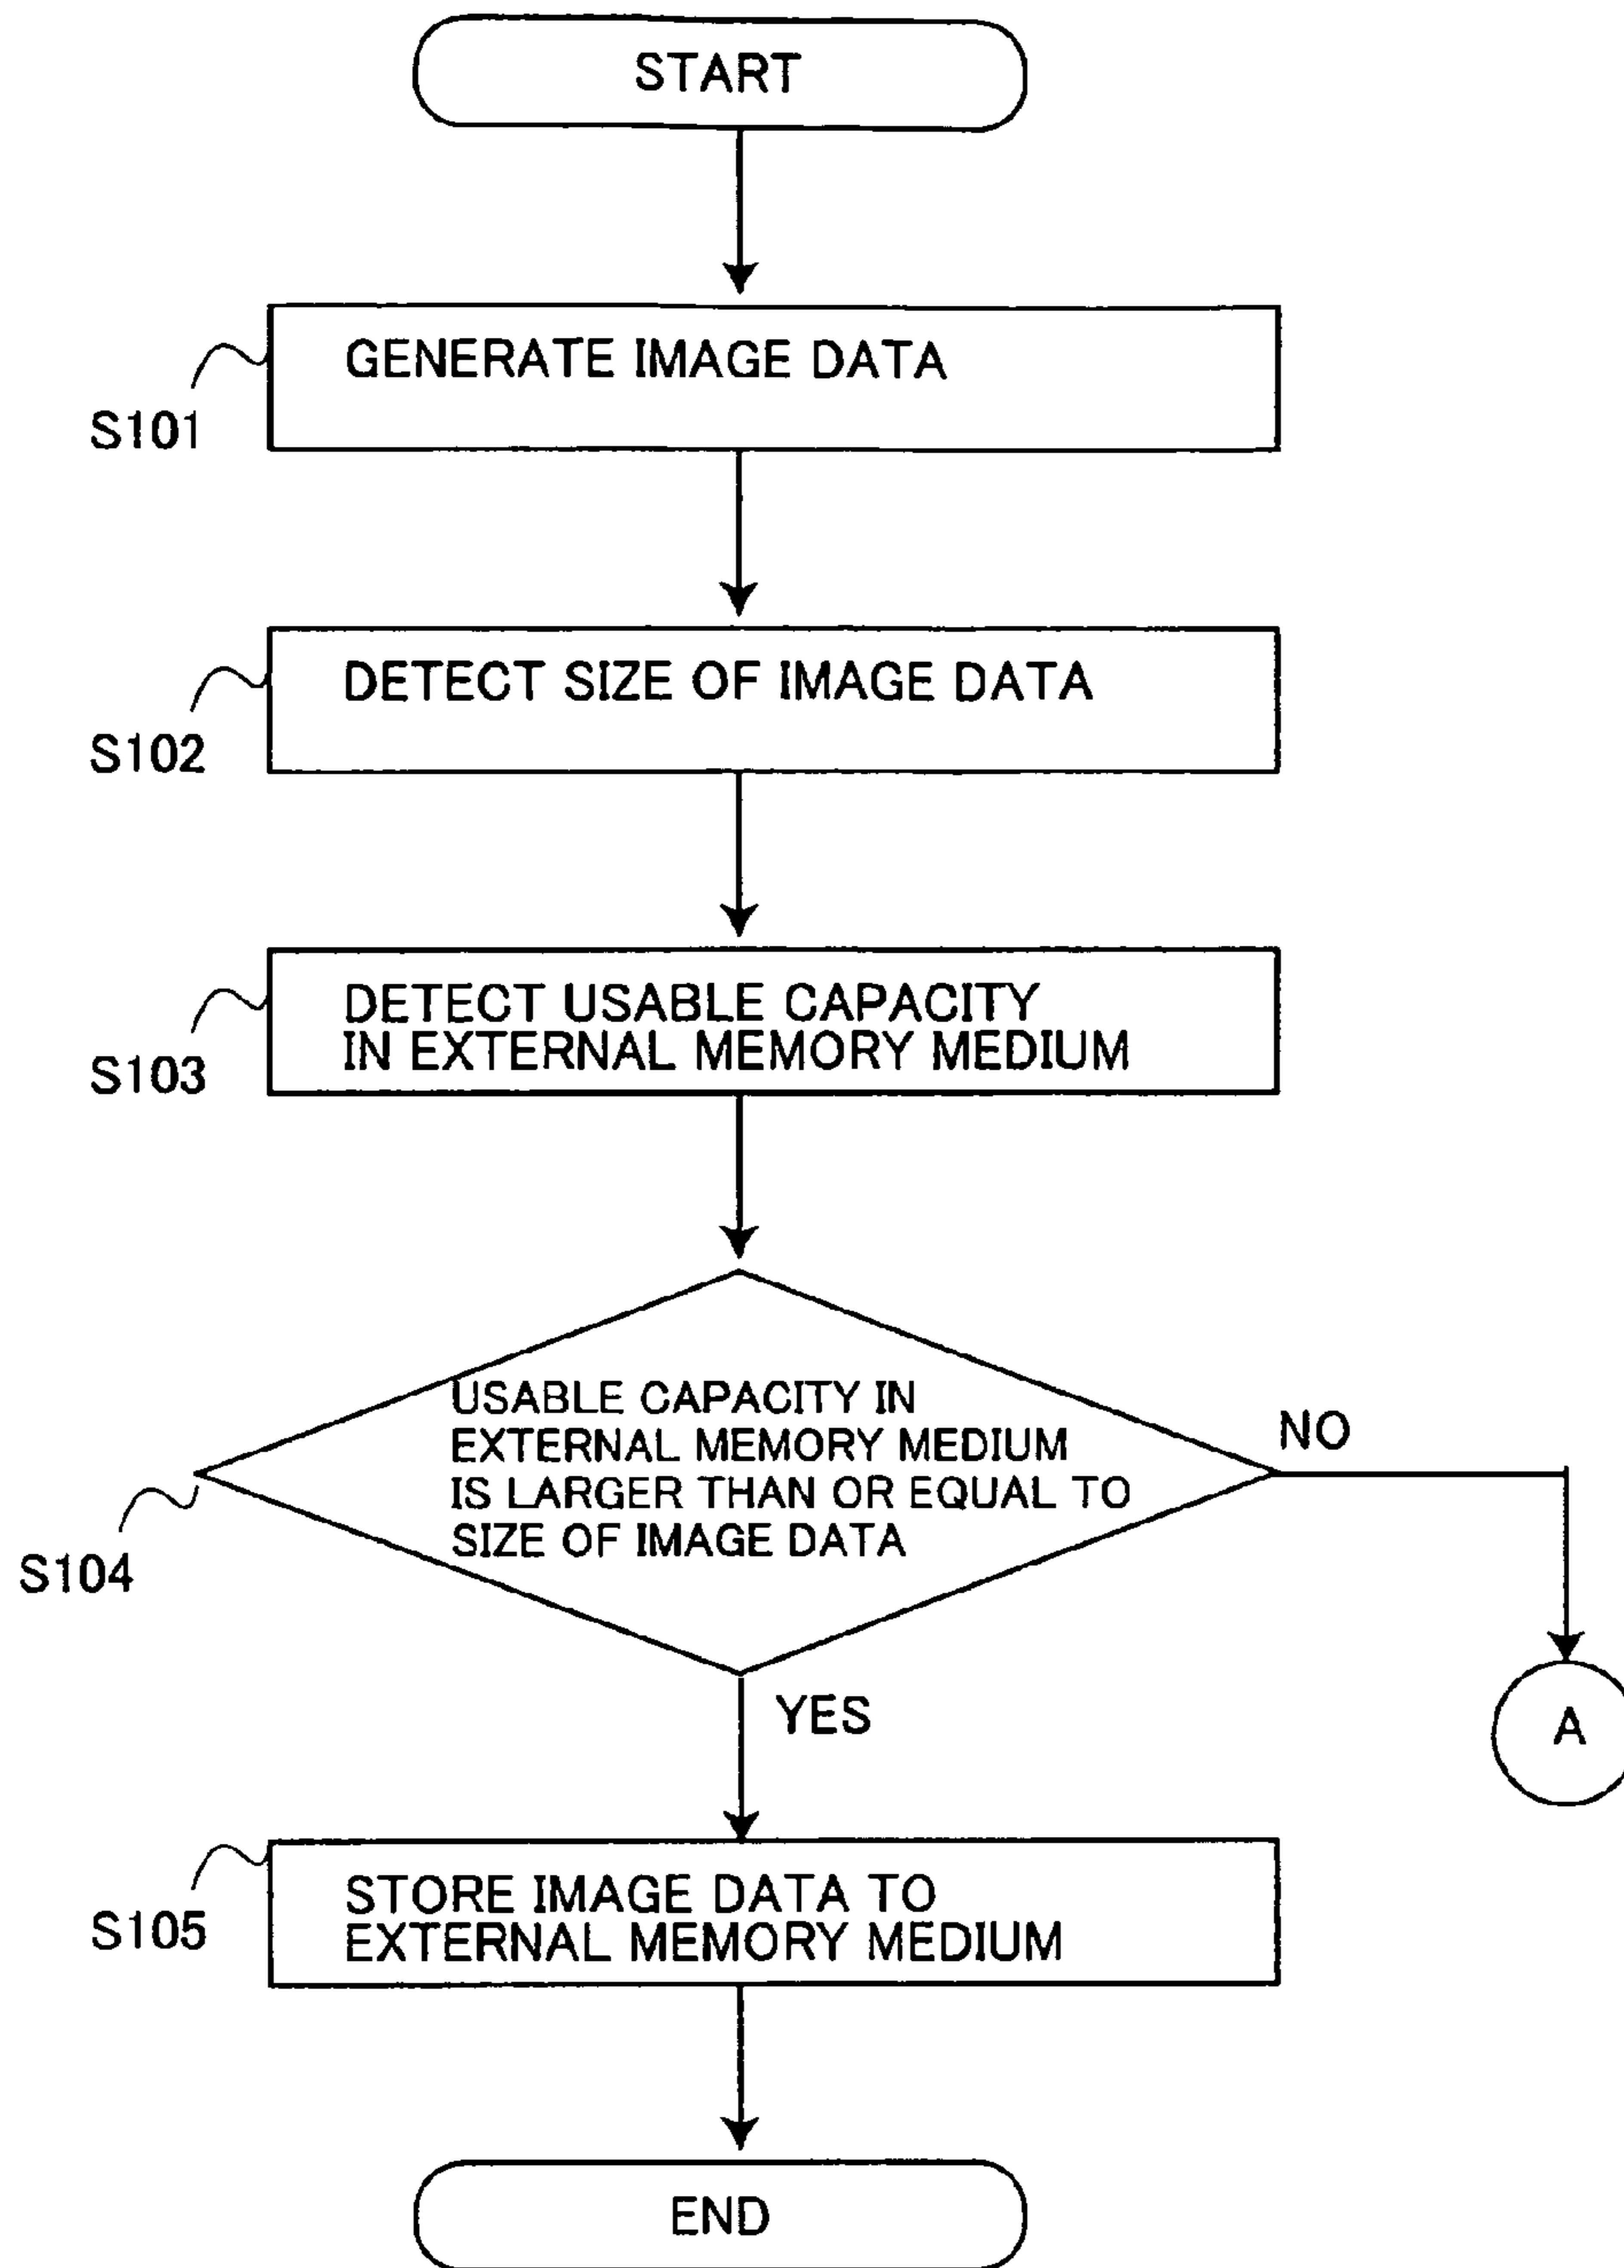 START
GENERATE IMAGE DATA
S101
DETECT SIZE OF IMAGE DATA
S102
DETECT USABLE CAPACITY
IN EXTERNAL MEMORY MEDIUM
S103
USABLE CAPACITY IN
EXTERNAL MEMORY MEDIUM
IS LARGER THAN OR EQUAL TO
SIZE OF IMAGE DATA
NO
S104
YES
A
STORE IMAGE DATA TO
EXTERNAL MEMORY MEDIUM
S105
END